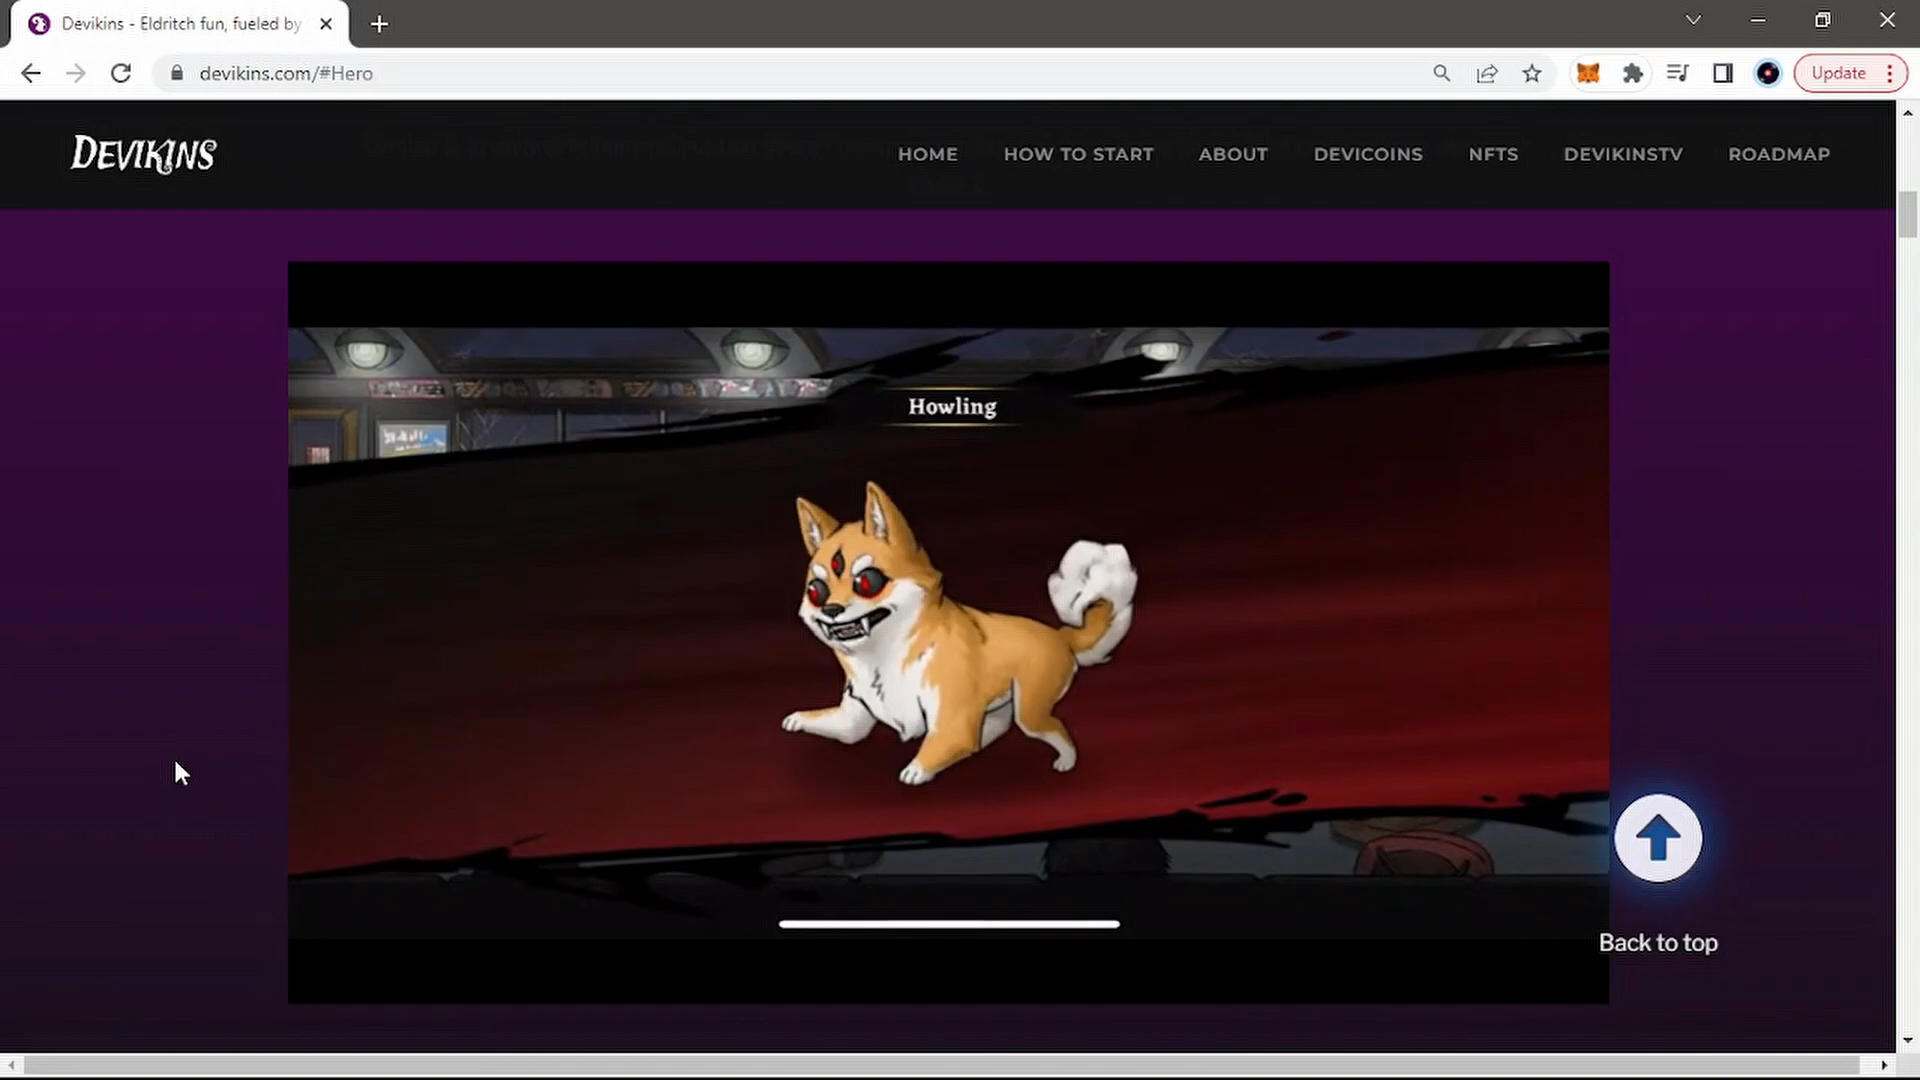 Devikins - Eldritch fun, fueled by
devikins.com/#Hero
Update
DEVIKINS
HOME
HOW TO START
ABOUT
DEVICOINS
NFTS
DEVIKINSTV
ROADMAP
Howling
Back to top